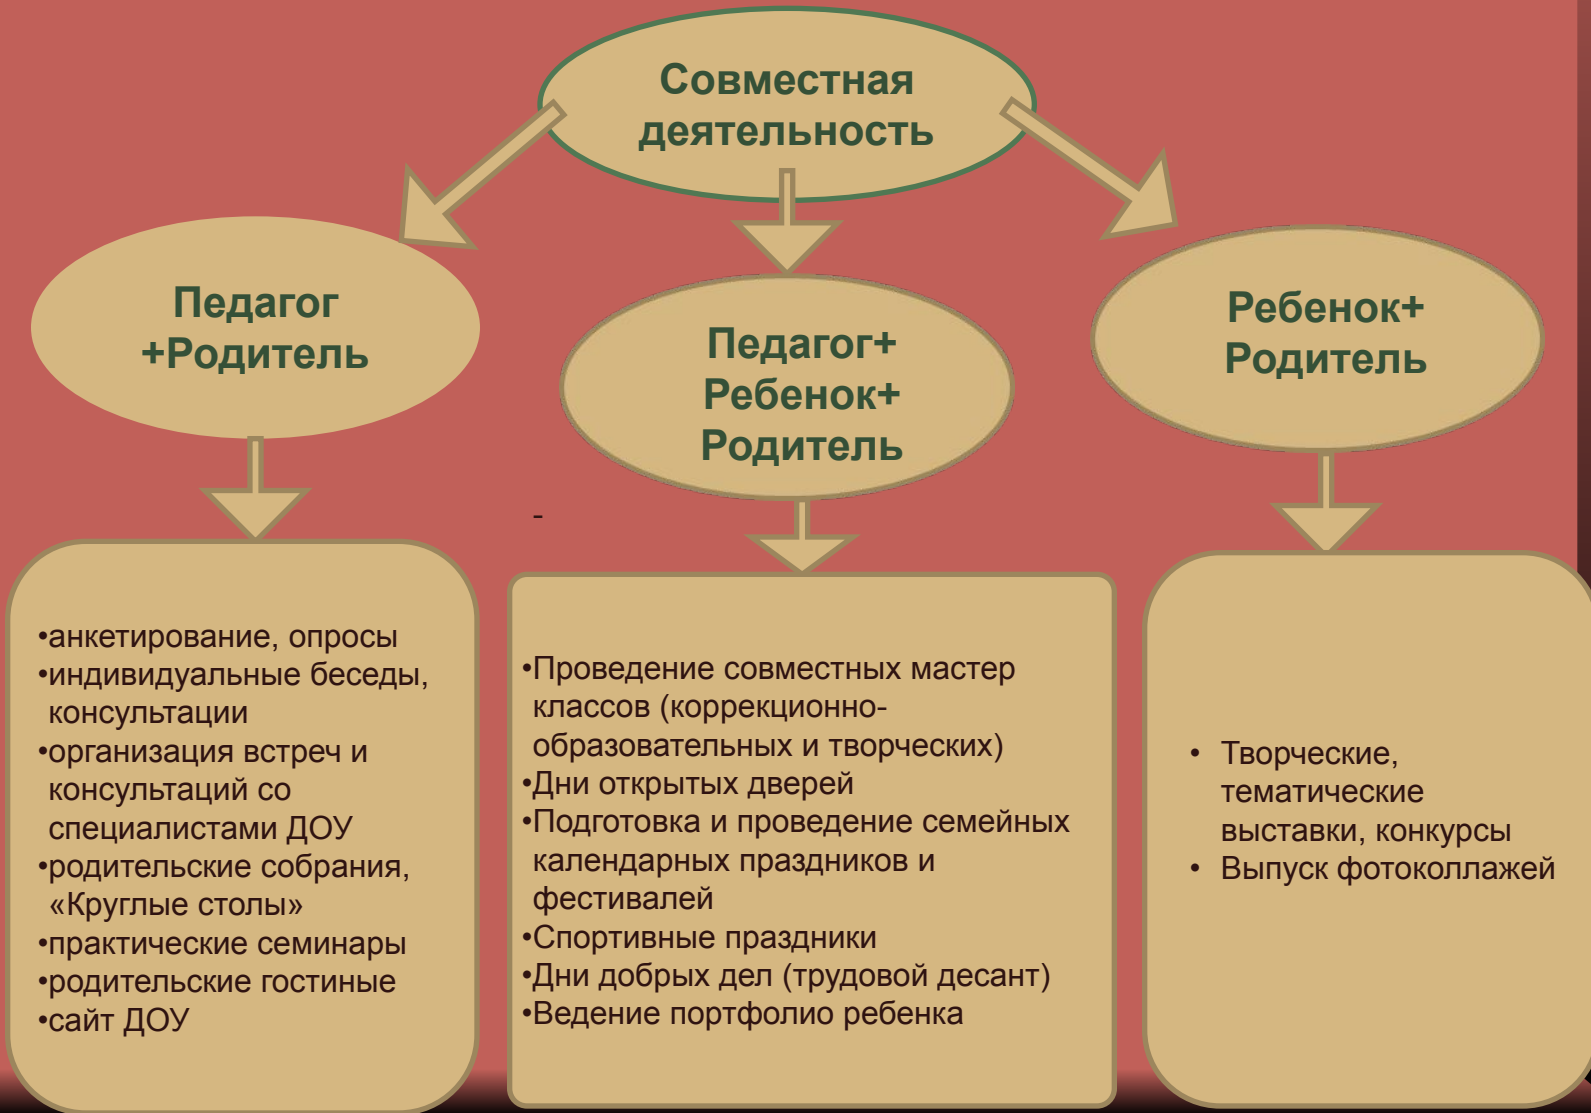 Совместная
деятельность
Педагог
+Родитель
Педагог+
Ребенок+
Родитель
Ребенок+
Родитель
-
•анкетирование, опросы
•индивидуальные беседы,
консультации
•организация встреч и
консультаций со
специалистами ДОУ
•родительские собрания,
«Круглые столы»
•практические семинары
•родительские гостиные
•сайт ДОУ
•Проведение совместных мастер
классов (коррекционно-
образовательных и творческих)
•Дни открытых дверей
•Подготовка и проведение семейных
календарных праздников и
фестивалей
•Спортивные праздники
•Дни добрых дел (трудовой десант)
•Ведение портфолио ребенка
• Творческие,
тематические
выставки, конкурсы
• Выпуск фотоколлажей